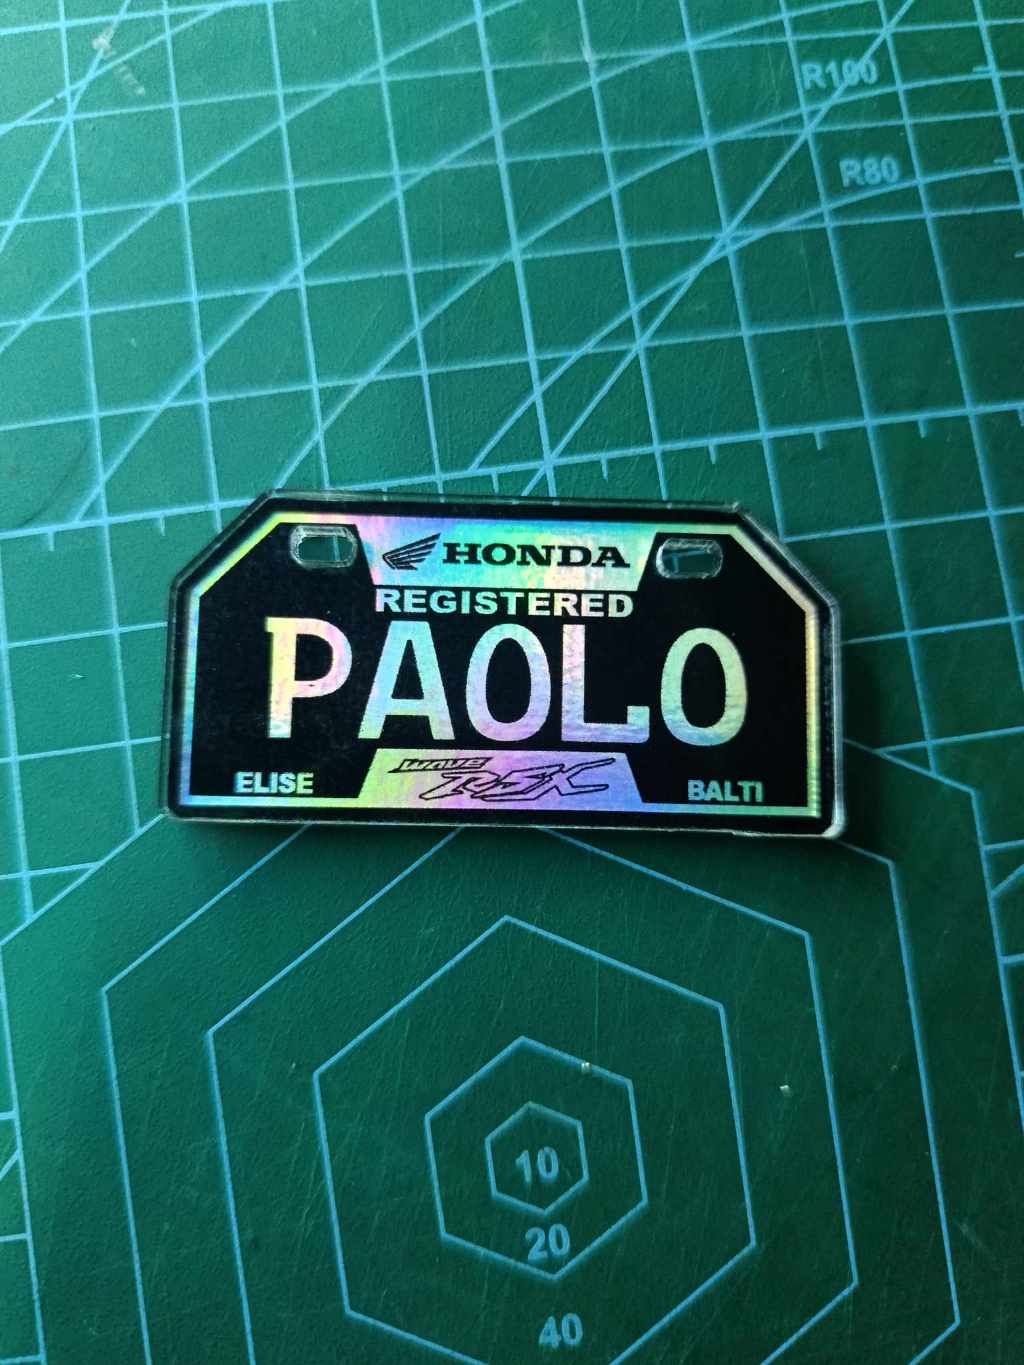 R100
R80
HONDA
REGISTERED
PAOLO
WAVE
RSX
ELISE
BALTI
10
20
40